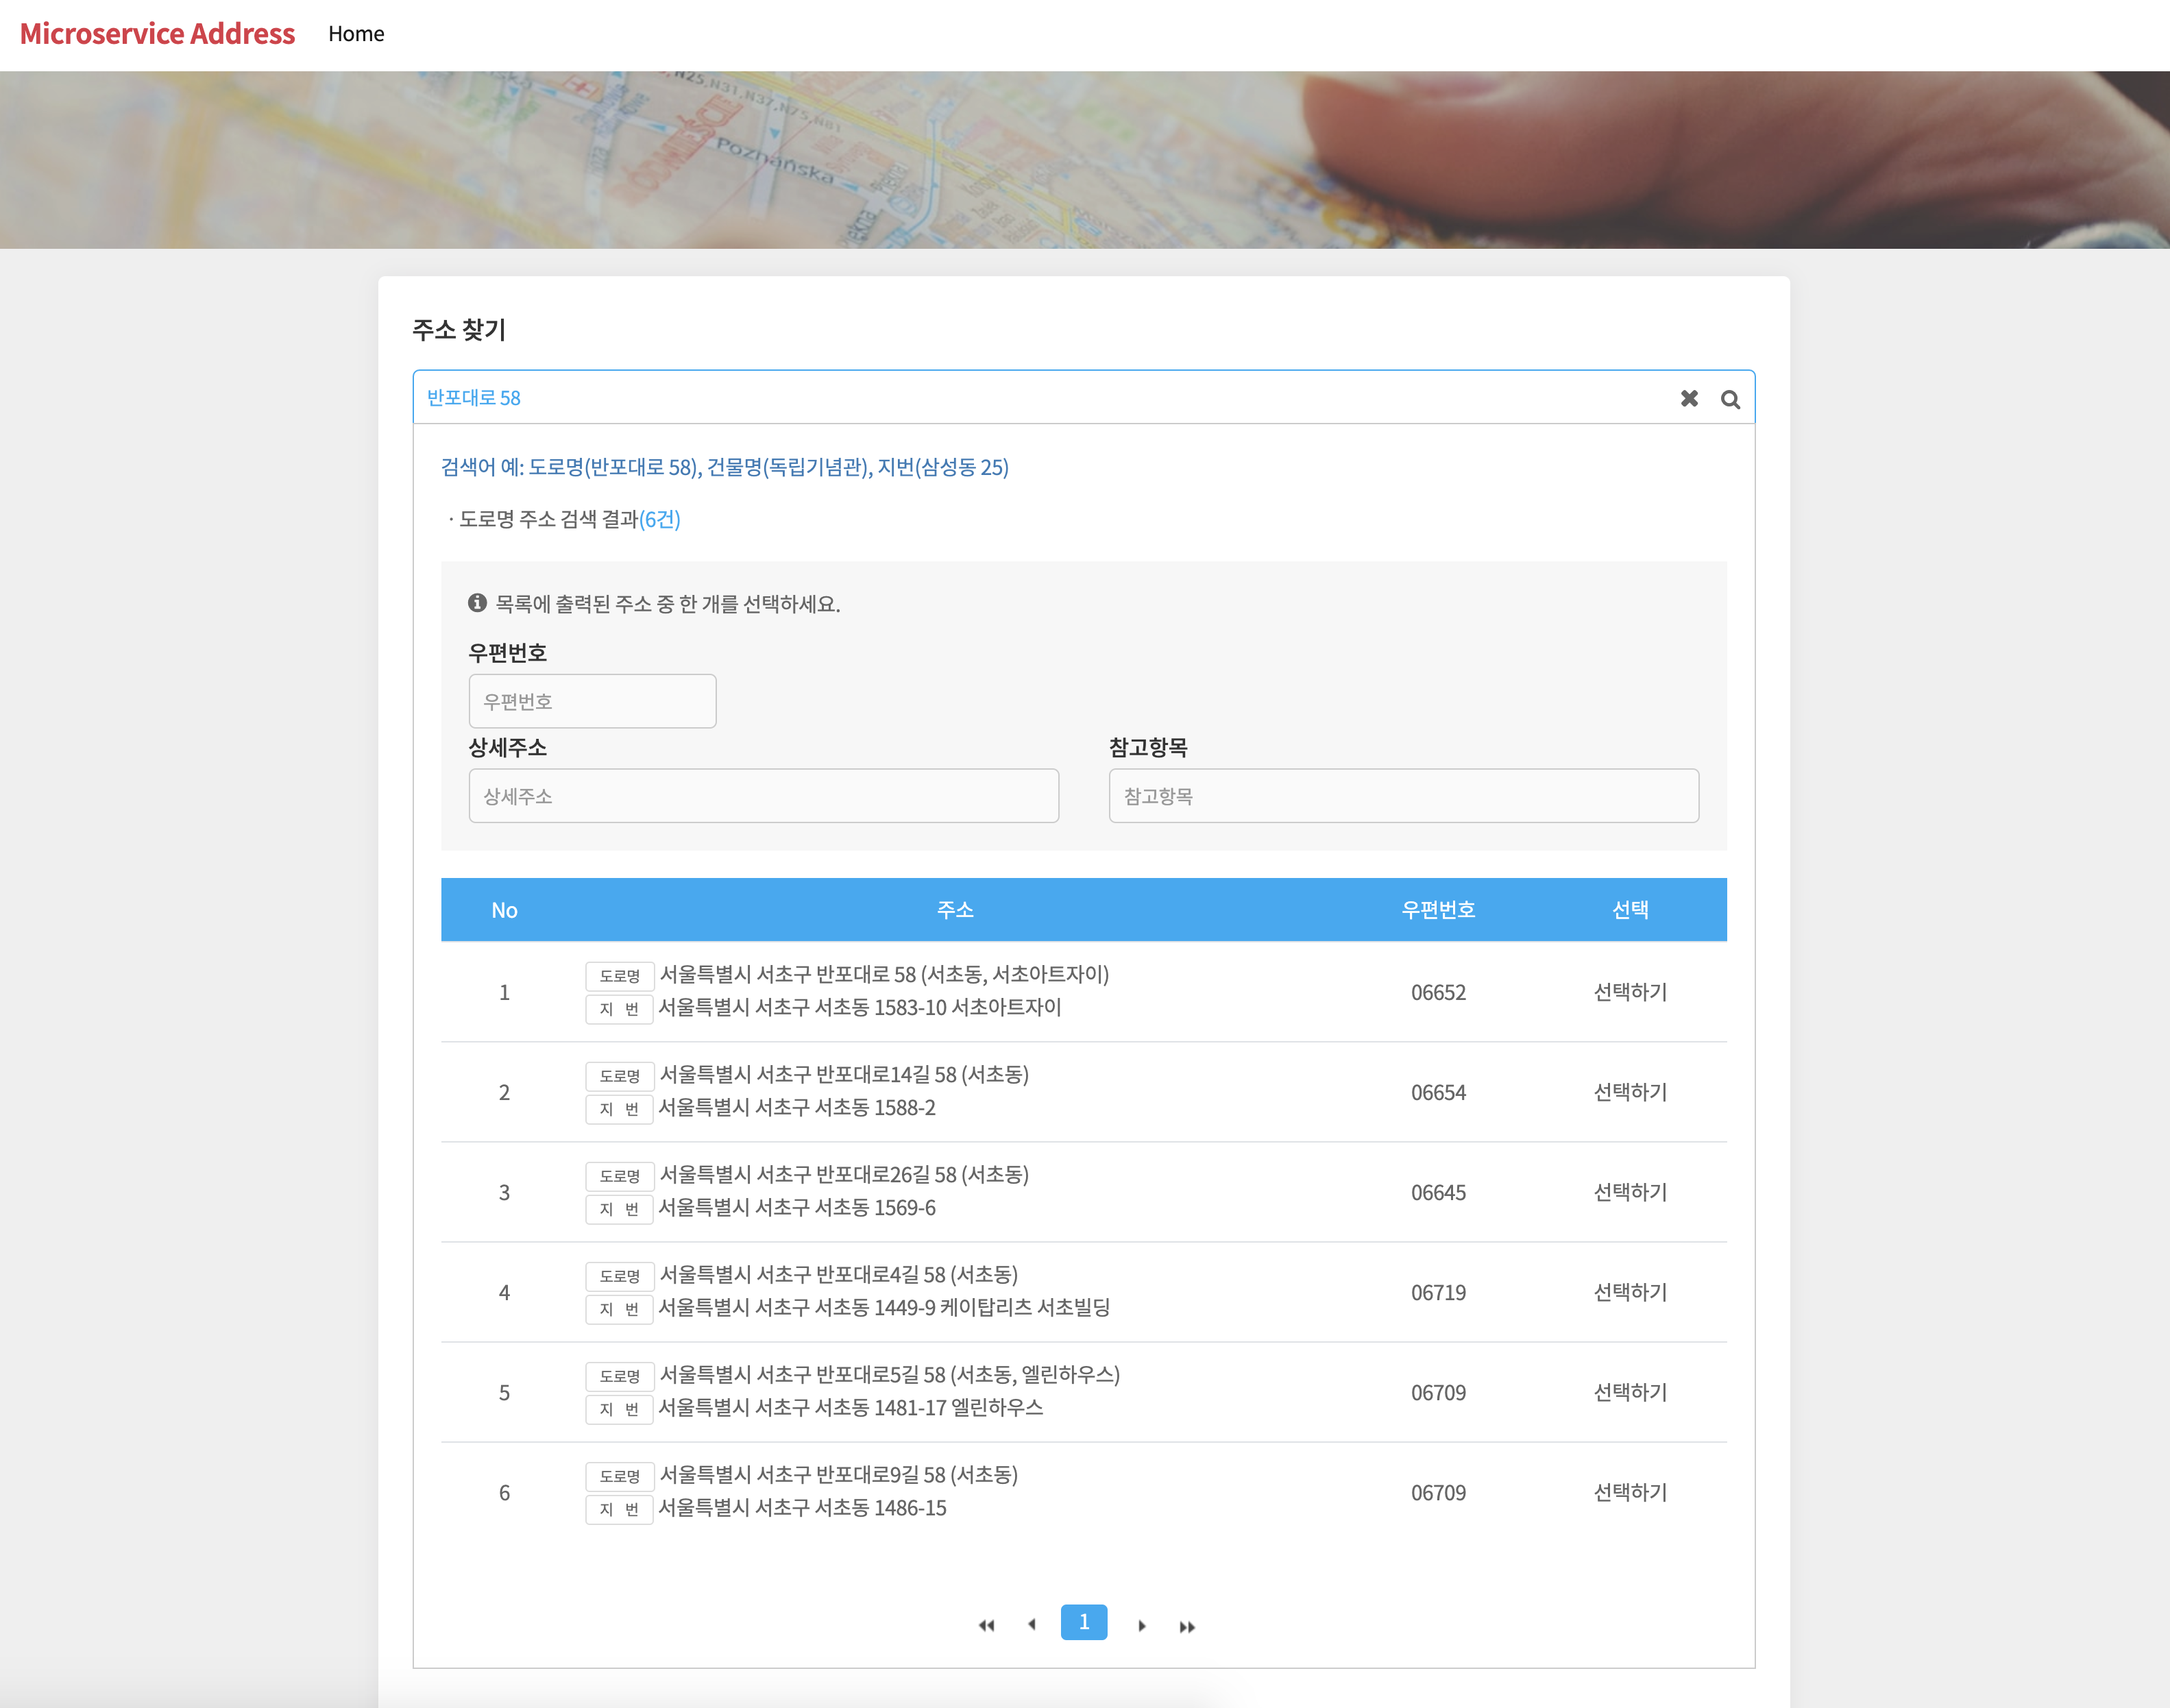 Microservice Address Home
N25,N31,N37,N75,N81
Poznańska
주소 찾기
반포대로 58
검색어 예: 도로명(반포대로 58), 건물명(독립기념관), 지번(삼성동 25)
· 도로명 주소 검색 결과(6건)
목록에 출력된 주소 중 한 개를 선택하세요.
우편번호
우편번호
상세주소 참고항목
상세주소 참고항목
No 주소 우편번호 선택
도로명 서울특별시 서초구 반포대로 58 (서초동, 서초아트자이)
1 06652 선택하기
지 번 서울특별시 서초구 서초동 1583-10 서초아트자이
도로명 서울특별시 서초구 반포대로14길 58 (서초동)
2 06654 선택하기
지 번 서울특별시 서초구 서초동 1588-2
도로명 서울특별시 서초구 반포대로26길 58 (서초동)
3 06645 선택하기
지 번 서울특별시 서초구 서초동 1569-6
도로명 서울특별시 서초구 반포대로4길 58 (서초동)
4 06719 선택하기
지 번 서울특별시 서초구 서초동 1449-9 케이탑리츠 서초빌딩
도로명 서울특별시 서초구 반포대로5길 58 (서초동, 엘린하우스)
5 06709 선택하기
지 번 서울특별시 서초구 서초동 1481-17 엘린하우스
도로명 서울특별시 서초구 반포대로9길 58 (서초동)
6 06709 선택하기
지 번 서울특별시 서초구 서초동 1486-15
1